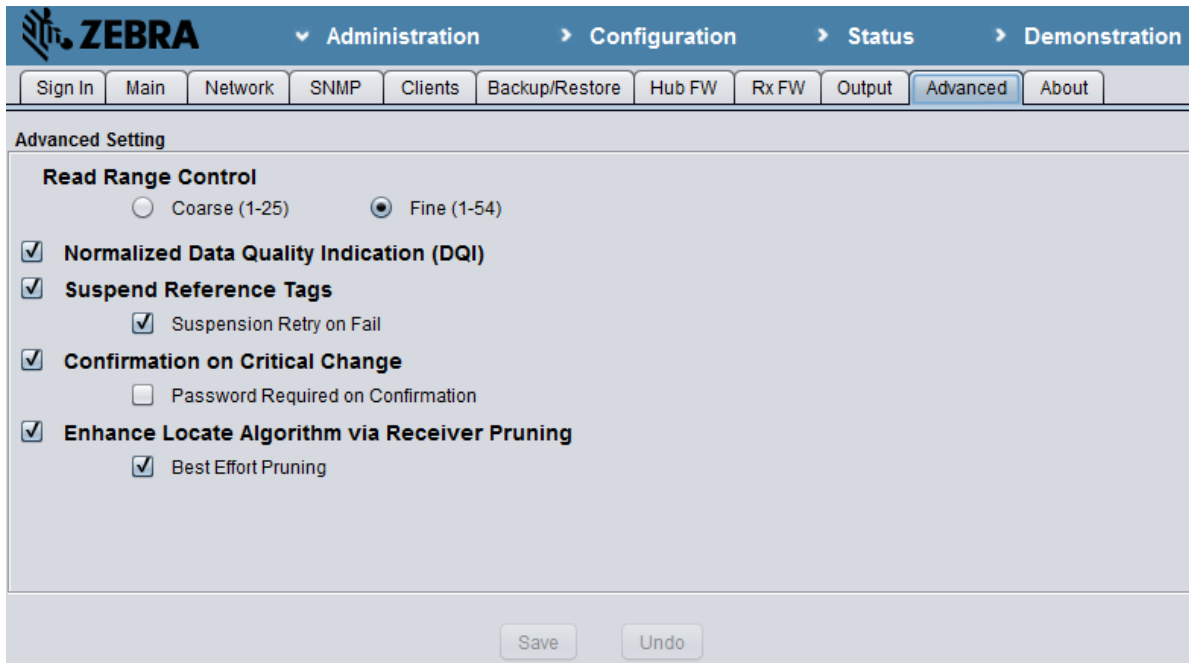 ZEBRA Administration Configuration Status Demonstration
Sign In Main Network SNMP Clients Backup/Restore Hub FW Rx FW Output Advanced About
Advanced Setting
Read Range Control
Coarse (1-25) Fine (1-54)
Normalized Data Quality Indication (DQI)
Suspend Reference Tags
Suspension Retry on Fail
Confirmation on Critical Change
Password Required on Confirmation
Enhance Locate Algorithm via Receiver Pruning
Best Effort Pruning
Save Undo